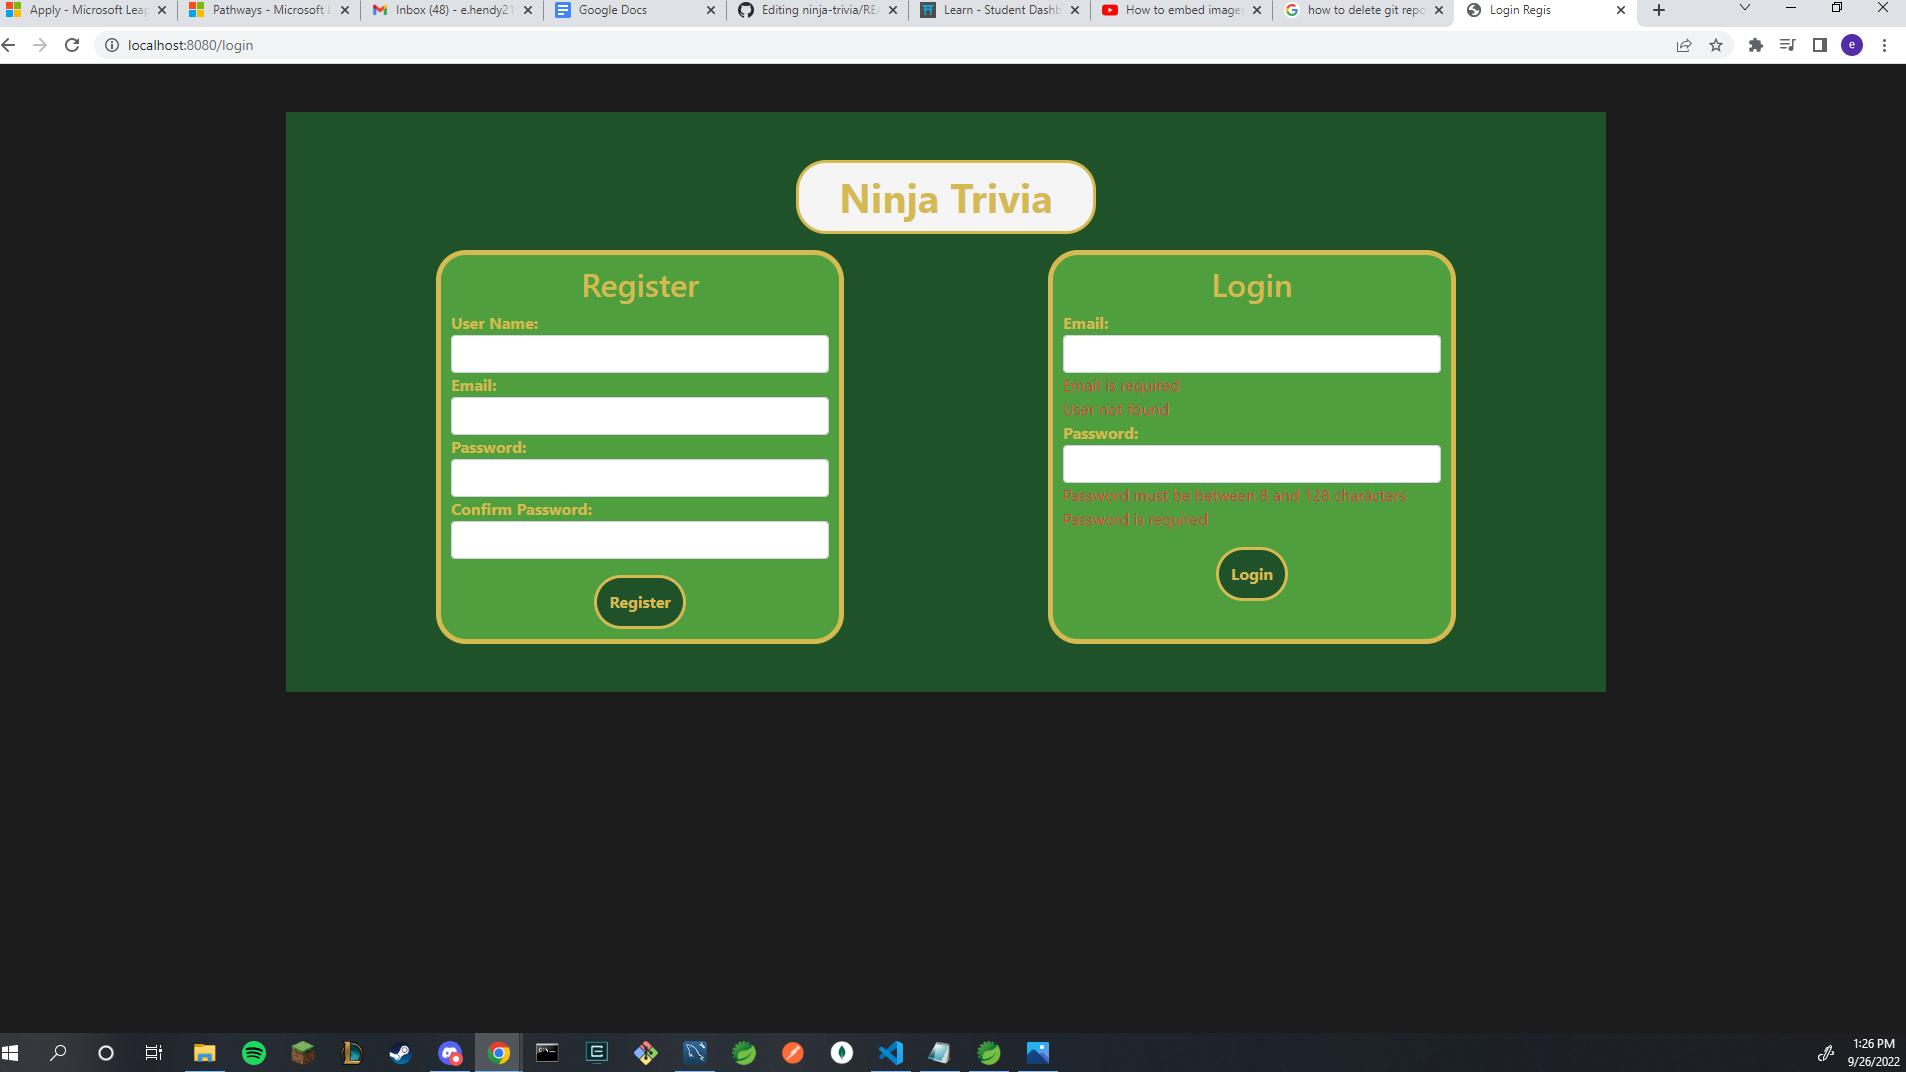 Apply - Microsoft Leap
Pathways - Microsoft L
Inbox (48) - e.hendy21
Google Docs
Editing ninja-trivia/REA
Learn - Student Dashb
How to embed images
how to delete git repo
Login Regis
localhost:8080/login
e
Ninja Trivia
Register
User Name:
Email:
Password:
Confirm Password:
Register
Login
Email:
Email is required
User not found
Password:
Password must be between 8 and 128 characters
Password is required
Login
1:26 PM
9/26/2022